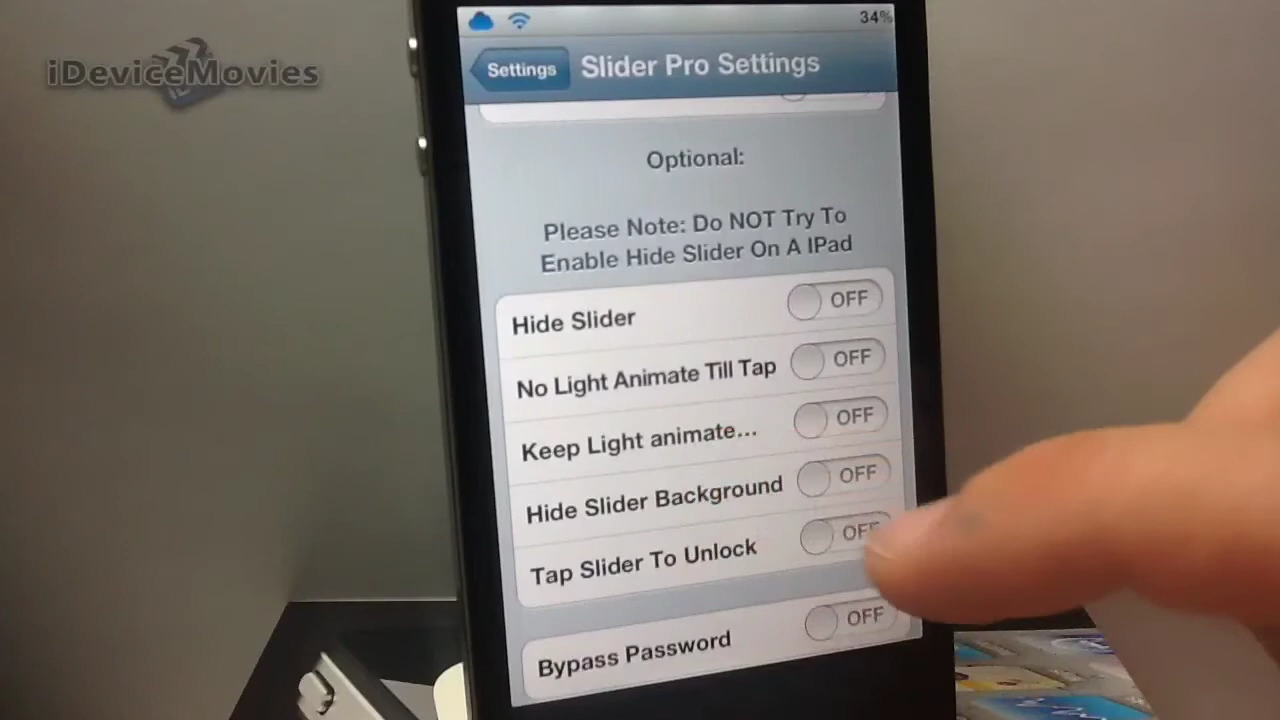 iDeviceMovies
34%
Settings
Slider Pro Settings
Optional:
Please Note: Do NOT Try To
Enable Hide Slider On A IPad
Hide Slider OFF
No Light Animate Till Tap OFF
Keep Light animate... OFF
Hide Slider Background OFF
Tap Slider To Unlock OFF
Bypass Password OFF